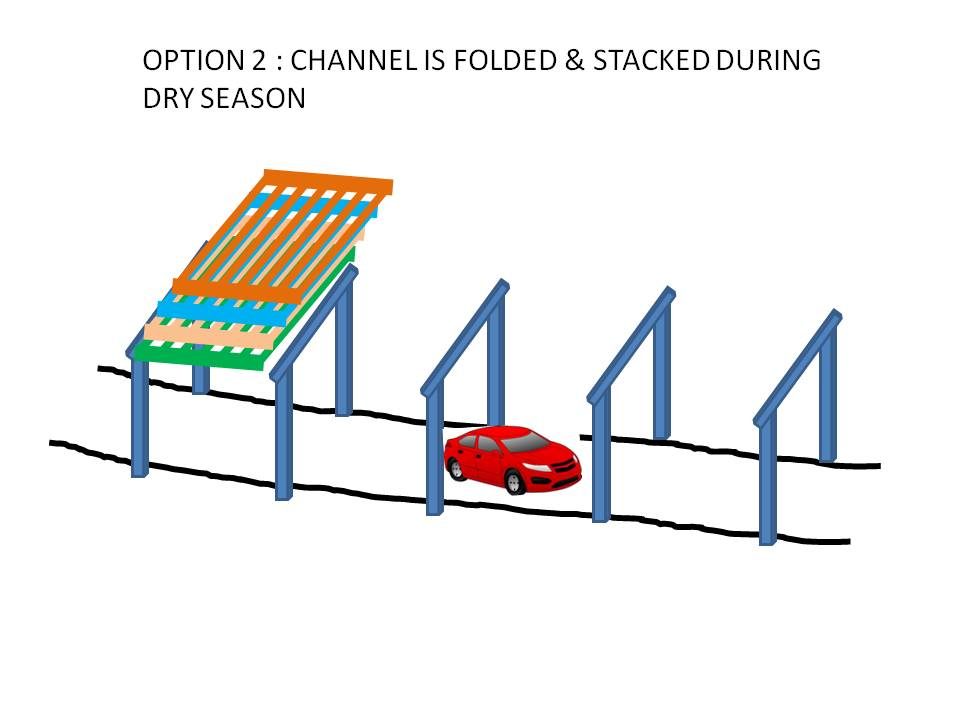 OPTION 2 : CHANNEL IS FOLDED & STACKED DURING
DRY SEASON